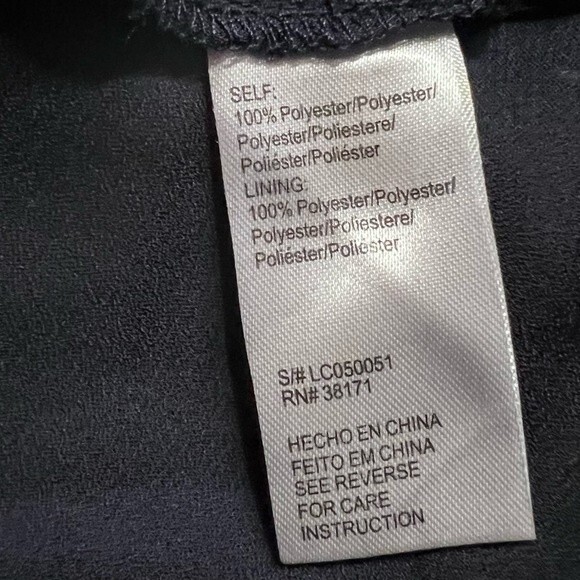 SELF:
100% Polyester/Polyester/
Polyester/Poliestere/
Poliéster/Poliéster
LINING:
100% Polyester/Polyester/
Polyester/Poliestere/
Poliéster/Poliester
S/# LC050051
RN# 38171
HECHO EN CHINA
FEITO EM CHINA
SEE REVERSE
FOR CARE
INSTRUCTION